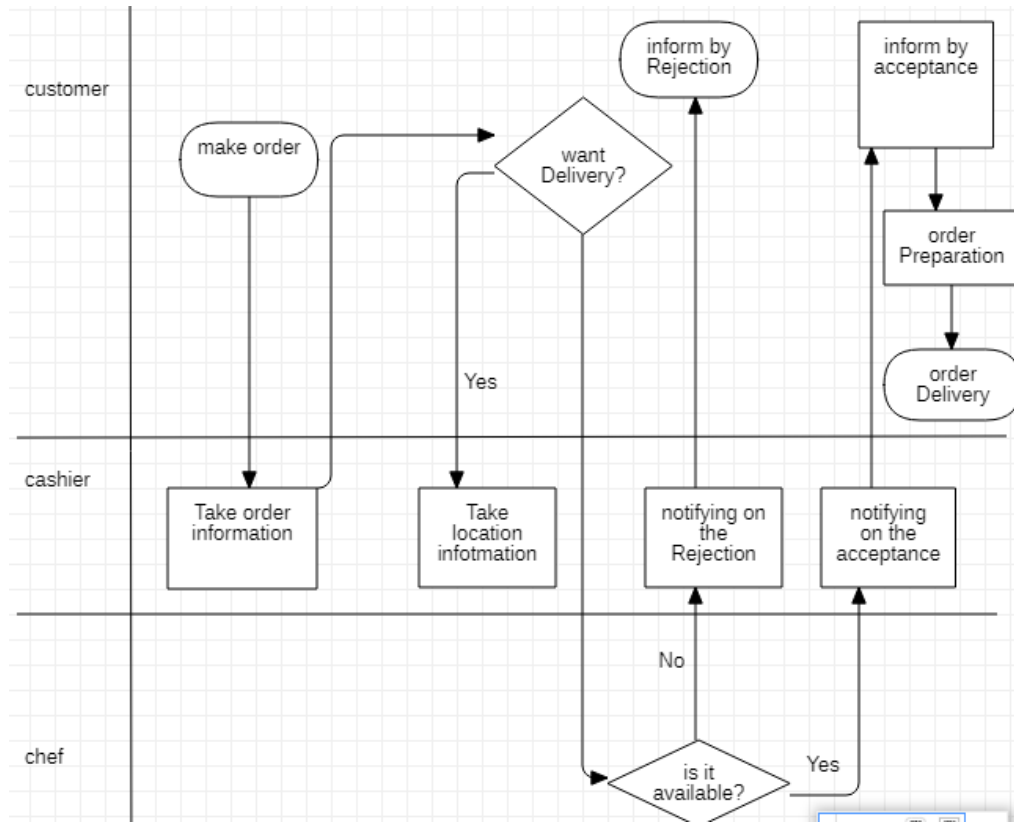 customer
make order
want
Delivery?
inform by
Rejection
inform by
acceptance
order
Preparation
order
Delivery
Yes
cashier
Take order
information
Take
location
infotmation
notifying on
the
Rejection
notifying
on the
acceptance
No
chef
is it
available?
Yes